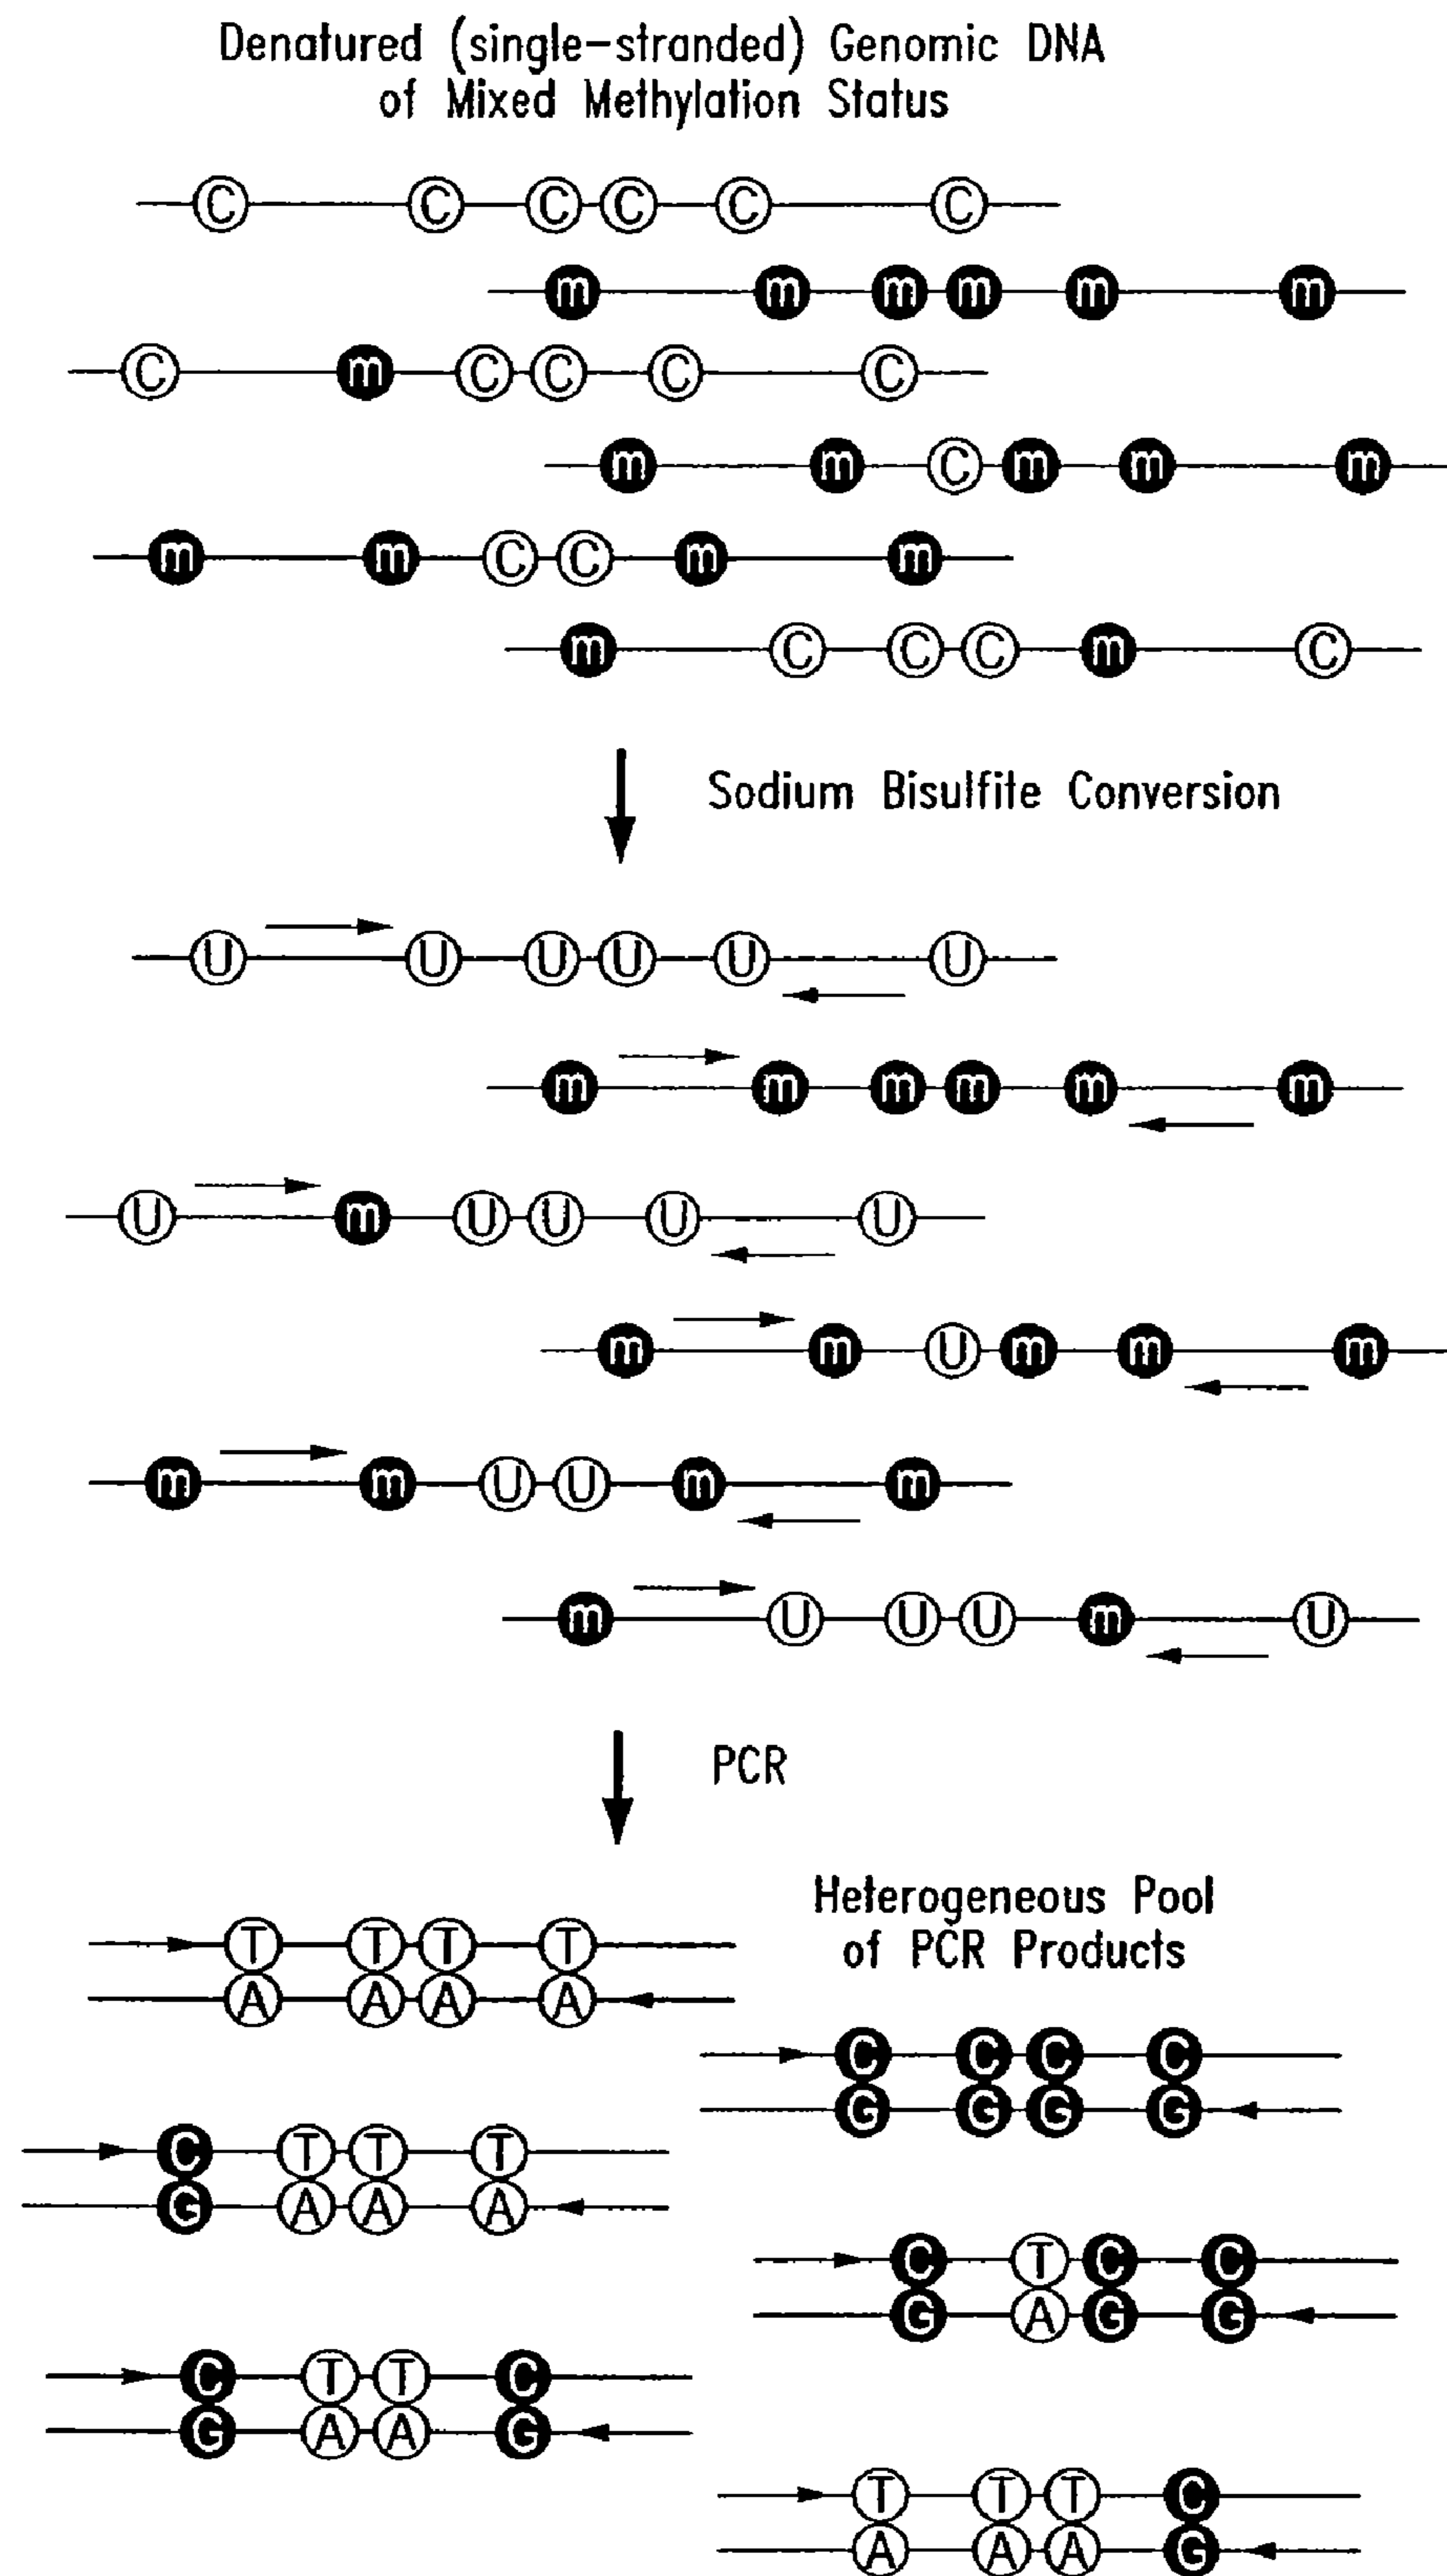 Denatured (single-stranded) Genomic DNA
of Mixed Methylation Status
C C C C C C
m m m m m m
C m C C C C
m m C m m m
m m C C m m
m C C C m C
Sodium Bisulfite Conversion
U U U U U U
m m m m m m
U m U U U U
m m U m m m
m m U U m m
m U U U m U
PCR
Heterogeneous Pool
of PCR Products
T T T T
A A A A
C C C C
G G G G
C T T T
G A A A
C T C C
G A G G
C T T C
G A A G
T T T C
A A A G